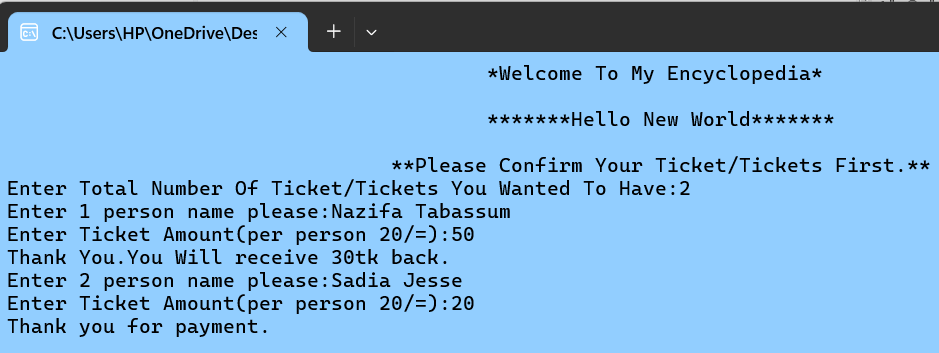 C:\Users\HP\OneDrive\Des
*Welcome To My Encyclopedia*
*******Hello New World*******
**Please Confirm Your Ticket/Tickets First.**
Enter Total Number Of Ticket/Tickets You Wanted To Have:2
Enter 1 person name please:Nazifa Tabassum
Enter Ticket Amount(per person 20/=):50
Thank You.You Will receive 30tk back.
Enter 2 person name please:Sadia Jesse
Enter Ticket Amount(per person 20/=):20
Thank you for payment.